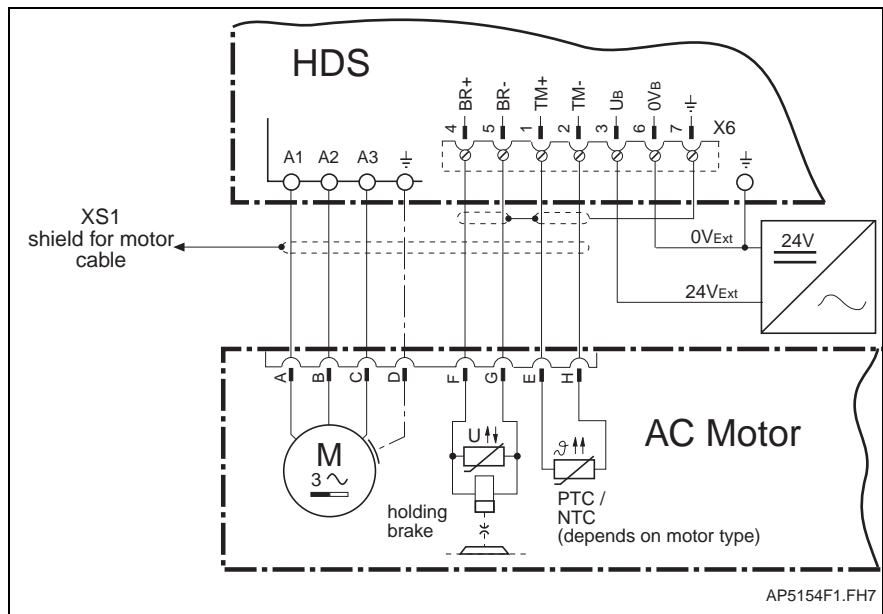 HDS
BR+
BR-
TM+
TM-
UB
0VB
4
5
1
2
3
6
7
X6
A1 A2 A3
XS1
shield for motor
cable
0VExt
24V
24VExt
A
B
C
D
F
G
E
H
M
3
U
ϑ
AC Motor
holding
brake
PTC /
NTC
(depends on motor type)
AP5154F1.FH7